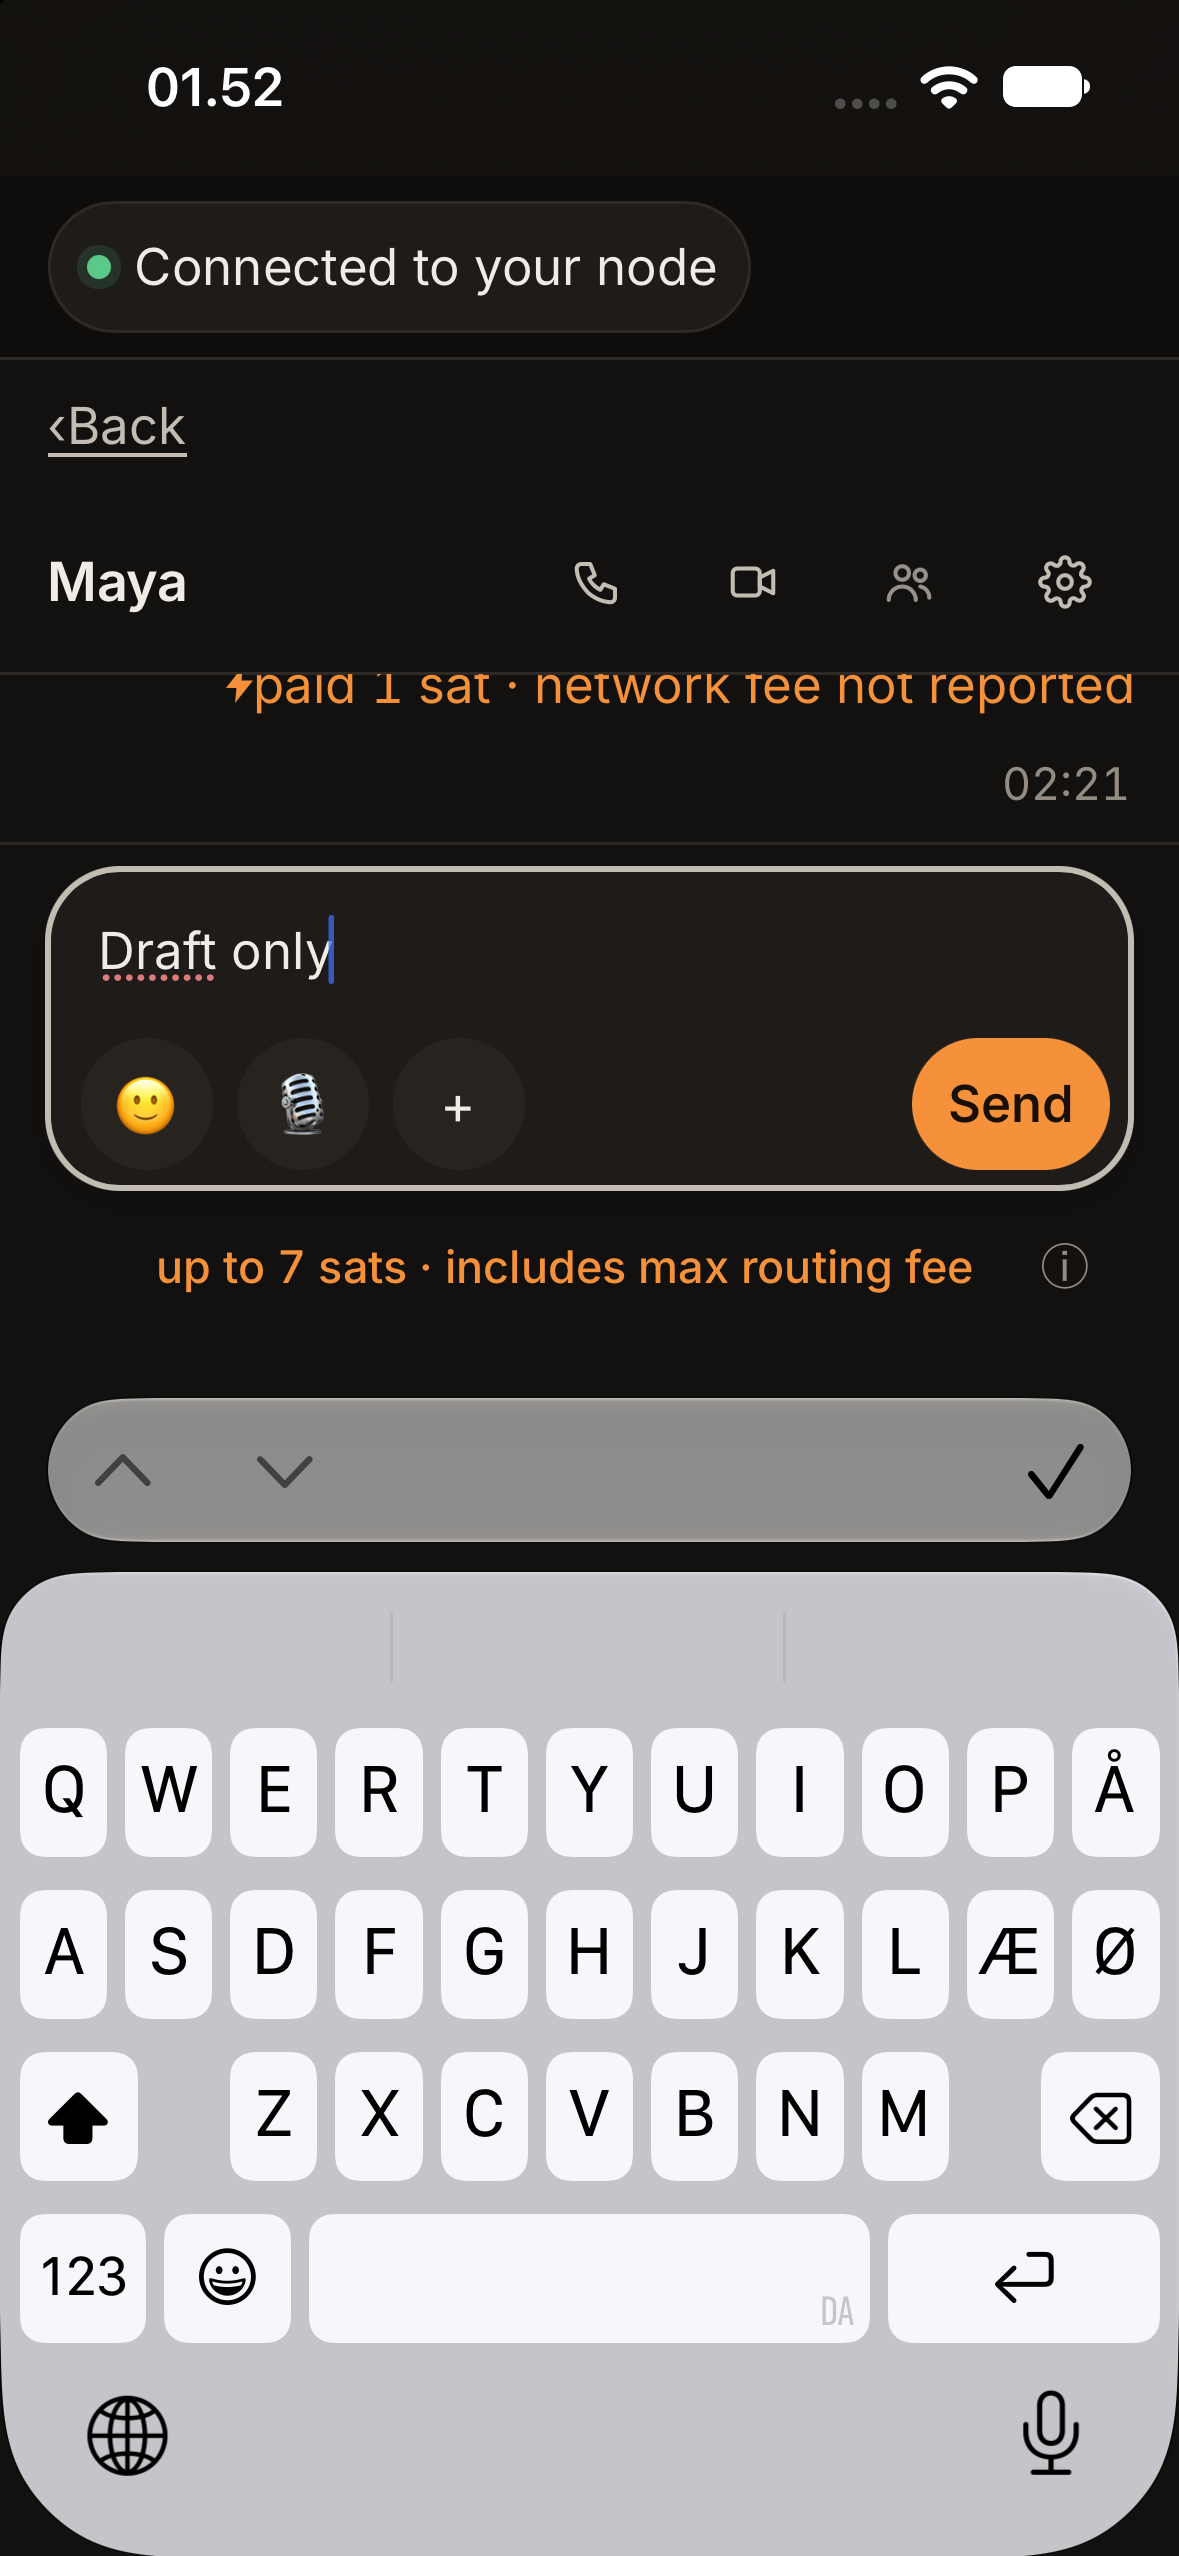 01.52
Connected to your node
‹Back
Maya
paid 1 sat · network fee not reported
02:21
Draft only
+
Send
up to 7 sats · includes max routing fee
i
Q W E R T Y U I O P Å
A S D F G H J K L Æ Ø
Z X C V B N M
123
DA